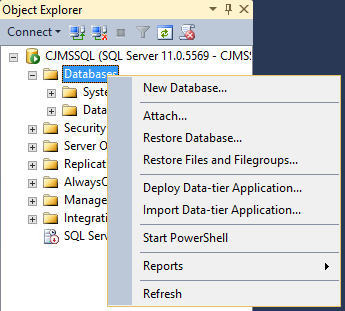 Object Explorer
Connect
CJMSSQL (SQL Server 11.0.5569 - CJMSS
Databases
Syste
Data
Security
Server O
Replicat
AlwaysO
Manage
Integrati
SQL Serv
New Database...
Attach...
Restore Database...
Restore Files and Filegroups...
Deploy Data-tier Application...
Import Data-tier Application...
Start PowerShell
Reports
Refresh